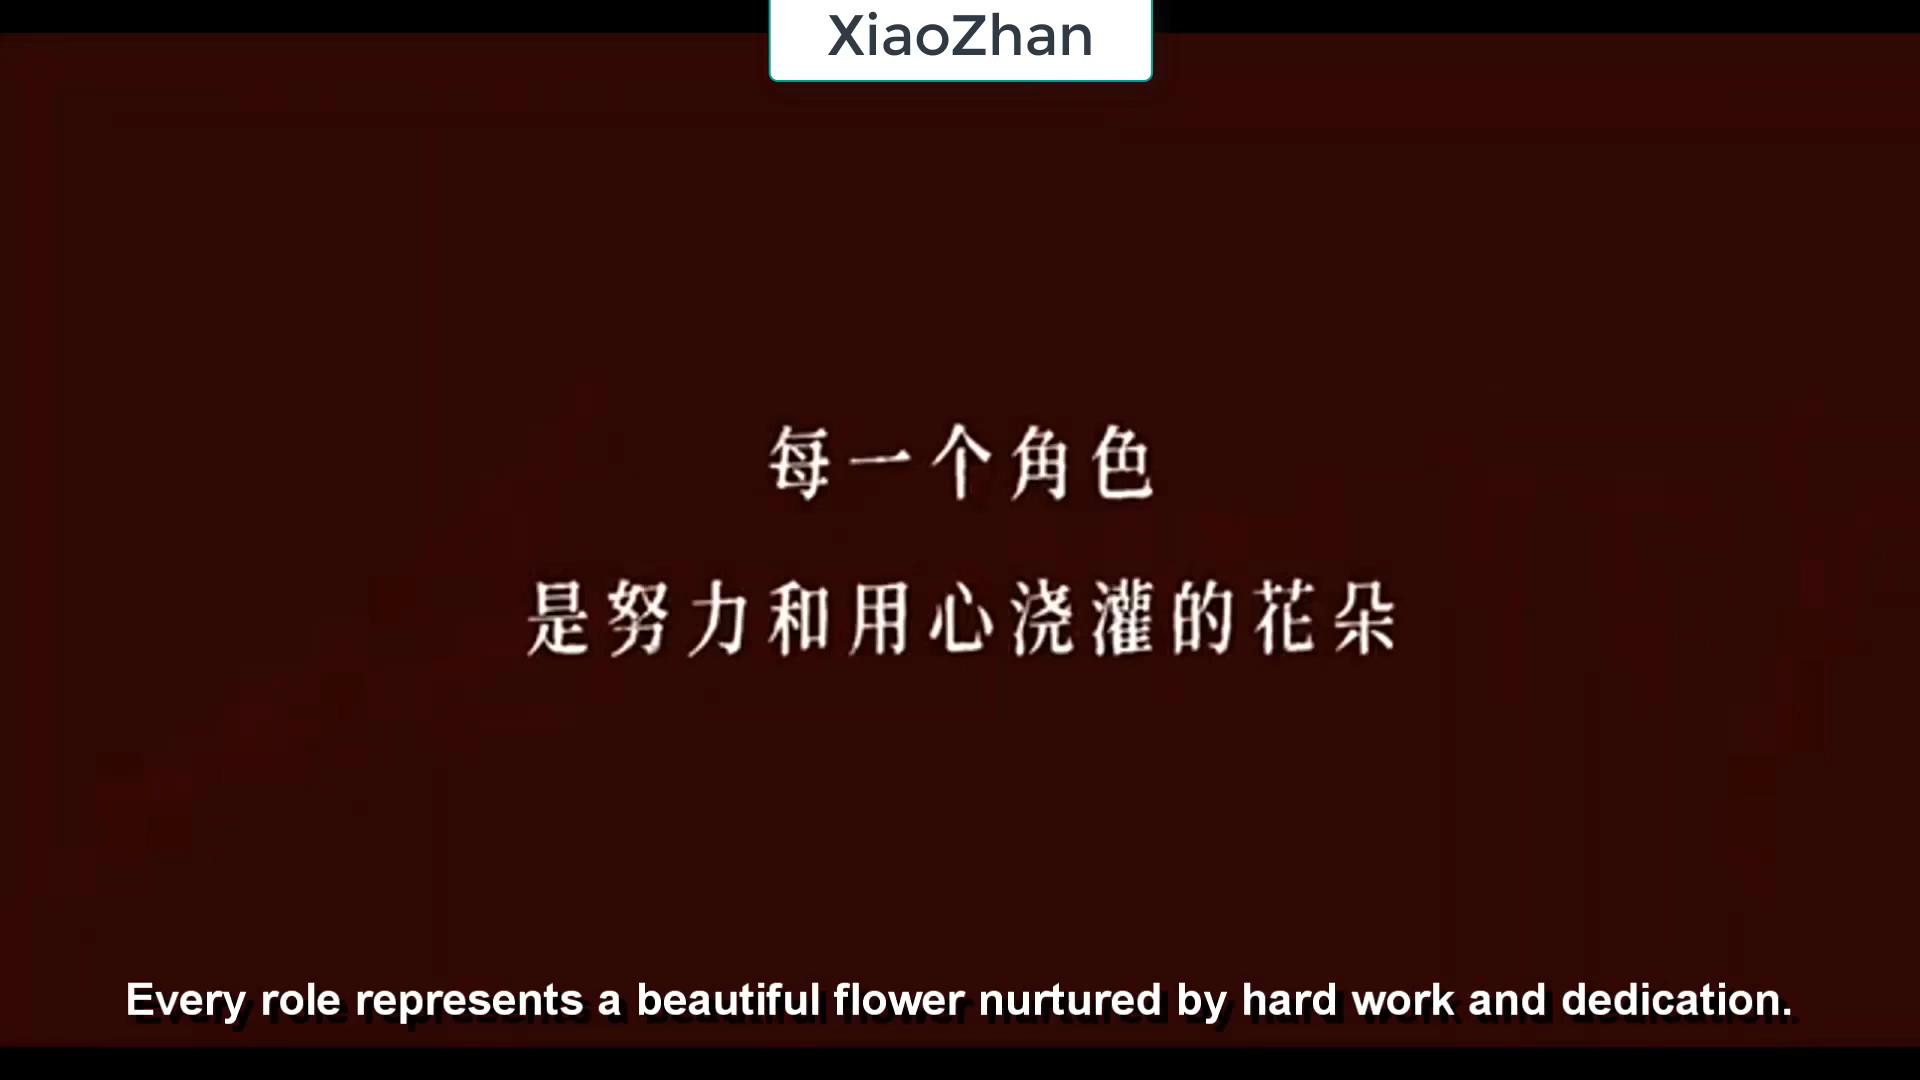 XiaoZhan
每一个角色
是努力和用心浇灌的花朵
Every role represents a beautiful flower nurtured by hard work and dedication.